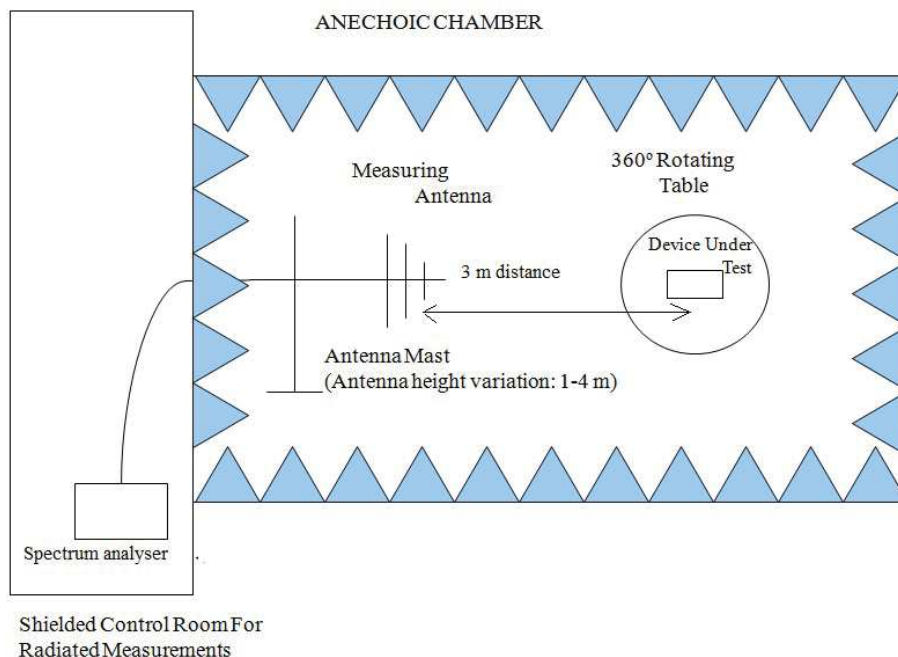 ANECHOIC CHAMBER
Measuring
Antenna
360º Rotating
Table
Device Under
Test
3 m distance
Antenna Mast
(Antenna height variation: 1-4 m)
Spectrum analyser
Shielded Control Room For
Radiated Measurements